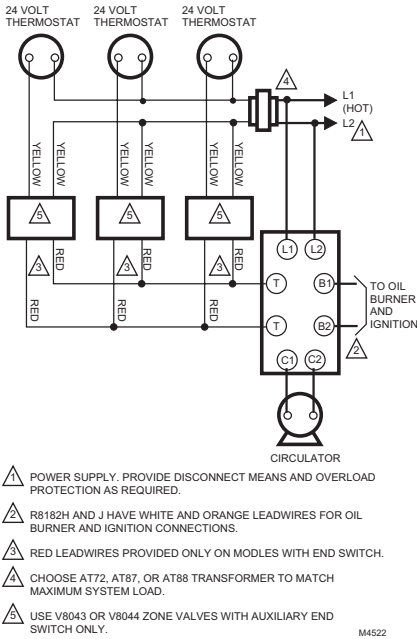 24 VOLT
THERMOSTAT
24 VOLT
THERMOSTAT
24 VOLT
THERMOSTAT
4
L1
(HOT)
L2
1
YELLOW
YELLOW
YELLOW
YELLOW
YELLOW
YELLOW
5
5
5
3
RED
3
RED
3
RED
RED
RED
RED
L1
L2
T
B1
T
B2
C1
C2
TO OIL
BURNER
AND
IGNITION
2
CIRCULATOR
1 POWER SUPPLY. PROVIDE DISCONNECT MEANS AND OVERLOAD
PROTECTION AS REQUIRED.
2 R8182H AND J HAVE WHITE AND ORANGE LEADWIRES FOR OIL
BURNER AND IGNITION CONNECTIONS.
3 RED LEADWIRES PROVIDED ONLY ON MODLES WITH END SWITCH.
4 CHOOSE AT72, AT87, OR AT88 TRANSFORMER TO MATCH
MAXIMUM SYSTEM LOAD.
5 USE V8043 OR V8044 ZONE VALVES WITH AUXILIARY END
SWITCH ONLY.
M4522